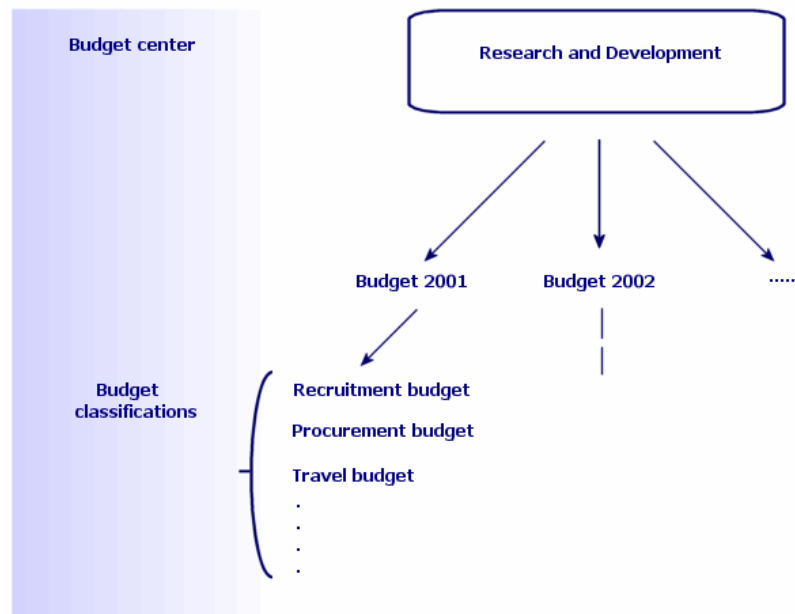 Budget center
Research and Development
Budget 2001
Budget 2002
.....
Budget
classifications
Recruitment budget
Procurement budget
Travel budget
.
.
.
.